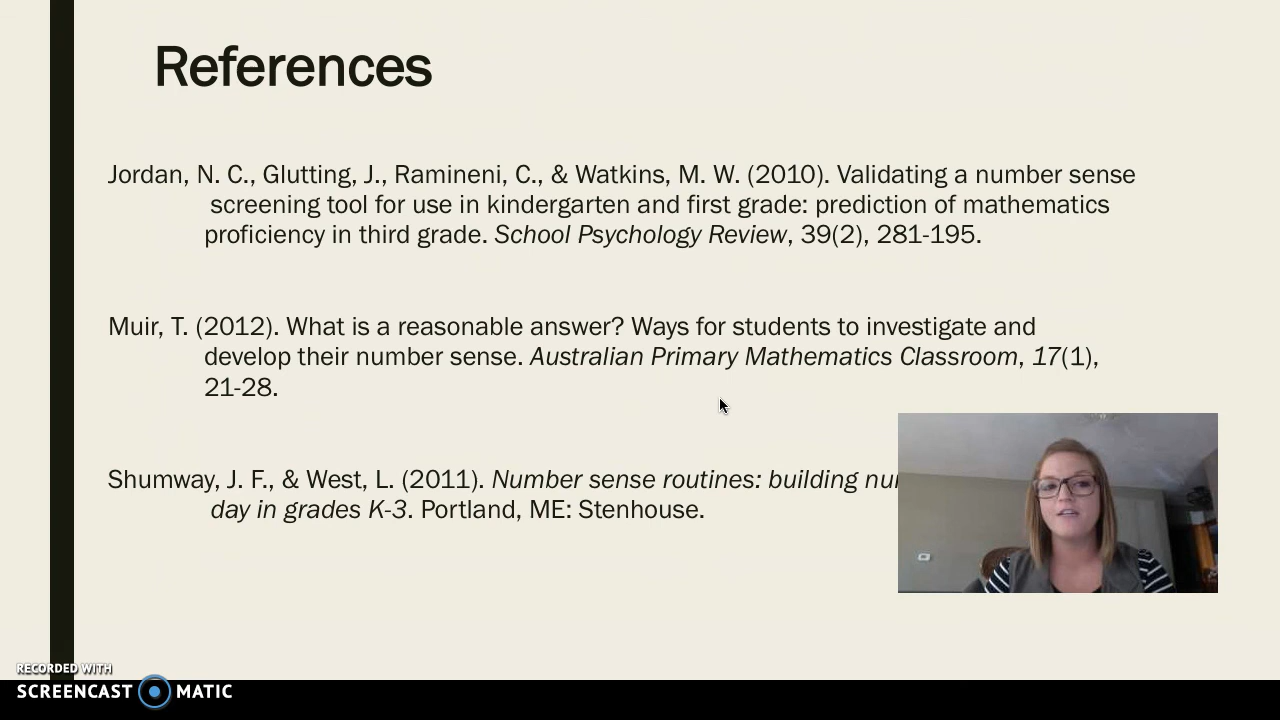 References
Jordan, N. C., Glutting, J., Ramineni, C., & Watkins, M. W. (2010). Validating a number sense
screening tool for use in kindergarten and first grade: prediction of mathematics
proficiency in third grade. School Psychology Review, 39(2), 281-195.
Muir, T. (2012). What is a reasonable answer? Ways for students to investigate and
develop their number sense. Australian Primary Mathematics Classroom, 17(1),
21-28.
Shumway, J. F., & West, L. (2011). Number sense routines: building
day in grades K-3. Portland, ME: Stenhouse.
RECORDED WITH
SCREENCAST MATIC